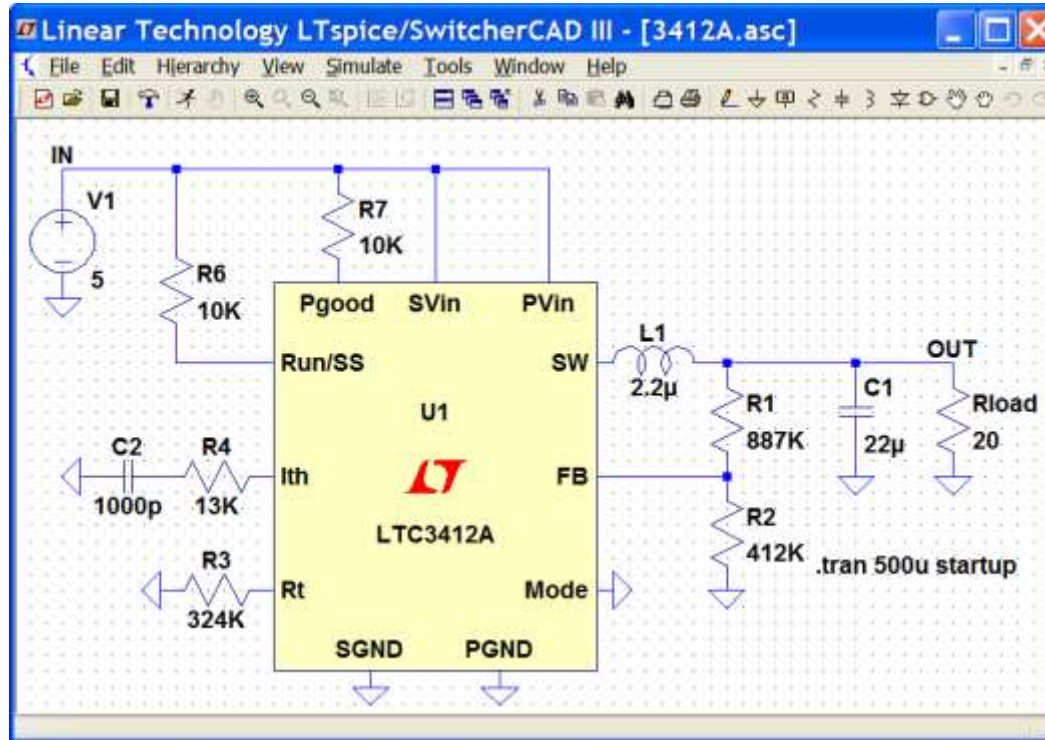 Linear Technology LTspice/SwitcherCAD III - [3412A.asc]
File Edit Hierarchy View Simulate Tools Window Help
IN
V1
5
R6
10K
R7
10K
Pgood SVin PVin
Run/SS
SW
L1
2.2µ
OUT
U1
R1
887K
C1
22µ
Rload
20
C2
1000p
R4
13K
Ith
FB
LTC3412A
R2
412K
.tran 500u startup
R3
324K
Rt
Mode
SGND PGND